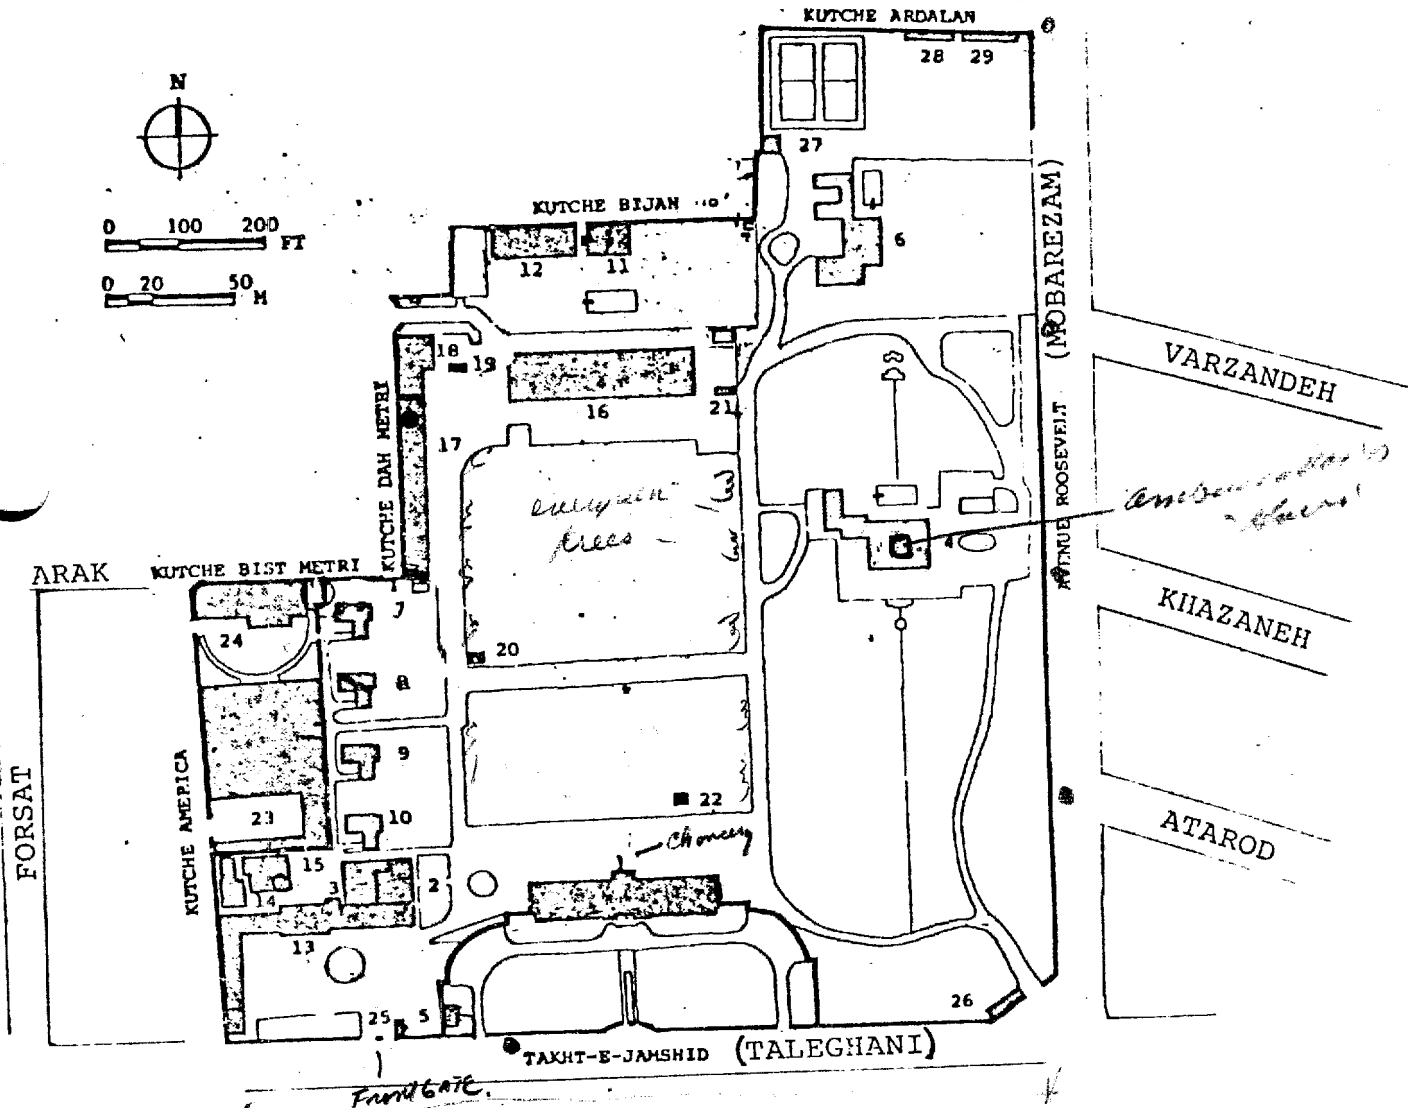 KUTCHE ARDALAN
28 29
N
27
0 100 200
FT
KUTCHE BIJAN
6
12 11
0 20 50
M
(MOBAREZAM)
18
19
VARZANDEH
16
21
KUTCHE DAH METRI
17
AVENUE ROOSEVELT
evergreen
trees
4
ARAK
KUTCHE BIST METRI
7
KHAZANEH
24
20
8
9
KUTCHE AMERICA
FORSAT
22
23
10
ATAROD
Chancery
15
14
3
2
13
26
25
5
TAKHT-E-JAMSHID (TALEGHANI)
Front GATE.